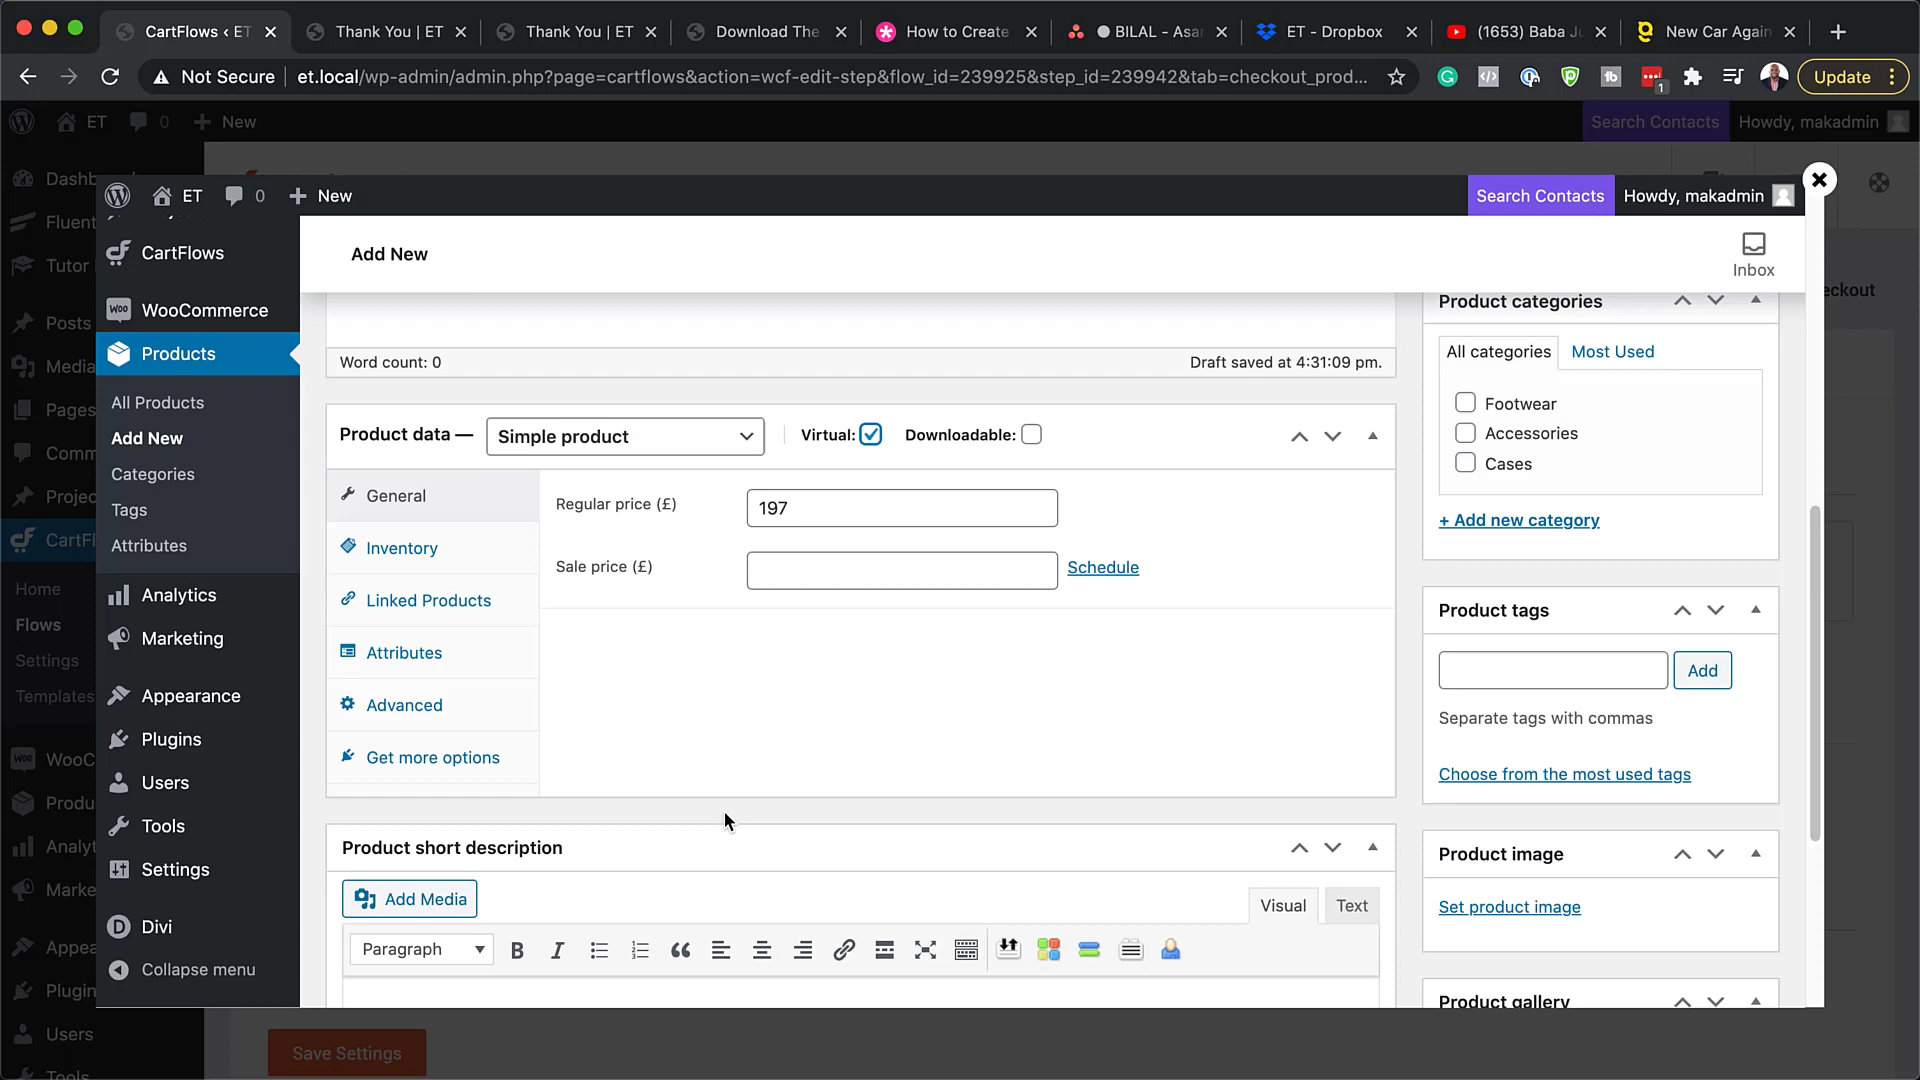 CartFlows ‹ ET
Thank You | ET
Thank You | ET
Download The
How to Create
BILAL - Asa
ET - Dropbox
(1653) Baba J
New Car Again
Not Secure
et.local/wp-admin/admin.php?page=cartflows&action=wcf-edit-step&flow_id=239925&step_id=239942&tab=checkout_prod...
1
Update
ET
0
New
Search Contacts
Howdy, makadmin
Dashb
Fluent
Tutor
Posts
Media
Pages
Comm
Projec
CartFl
Home
Flows
Settings
Templates
WooC
Produ
Analyt
Marke
Appea
Plugin
Users
Tools
eckout
Save Settings
ET
0
New
Search Contacts
Howdy, makadmin
CartFlows
WooCommerce
Products
All Products
Add New
Categories
Tags
Attributes
Analytics
Marketing
Appearance
Plugins
Users
Tools
Settings
Divi
Collapse menu
Add New
Inbox
Word count: 0
Draft saved at 4:31:09 pm.
Product data —
Simple product
Virtual:
Downloadable:
General
Inventory
Linked Products
Attributes
Advanced
Get more options
Regular price (£)
197
Sale price (£)
Schedule
Product short description
Add Media
Visual
Text
Paragraph
Product categories
All categories
Most Used
Footwear
Accessories
Cases
+ Add new category
Product tags
Add
Separate tags with commas
Choose from the most used tags
Product image
Set product image
Product gallery